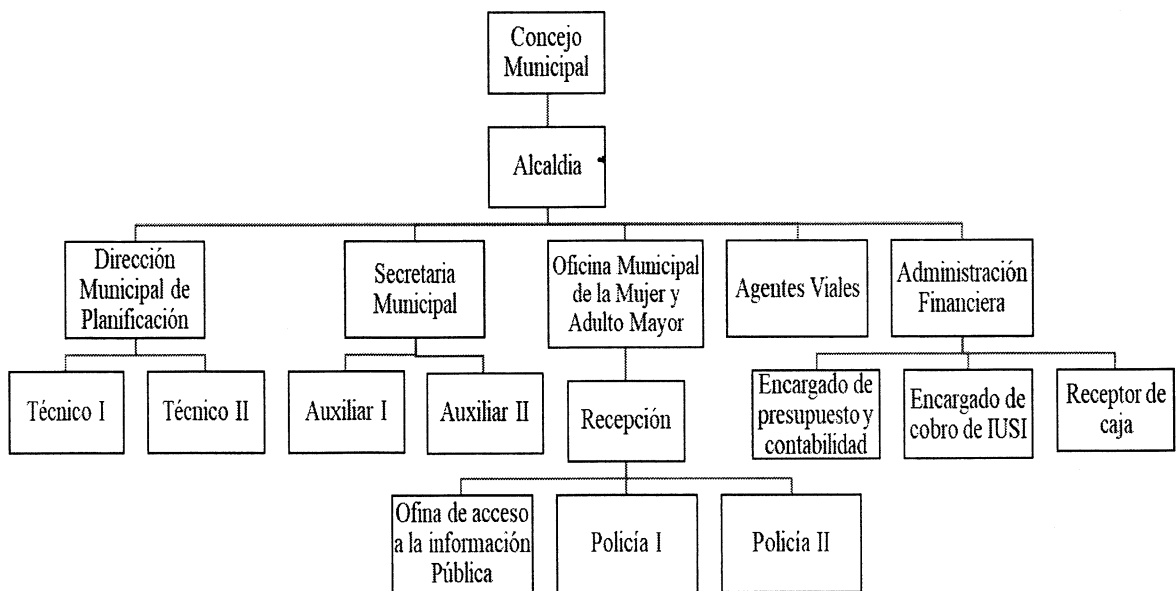 Concejo
Municipal
Alcaldia
Dirección
Municipal de
Planificación
Secretaria
Municipal
Oficina Municipal
de la Mujer y
Adulto Mayor
Agentes Viales
Administración
Financiera
Técnico I
Técnico II
Auxiliar I
Auxiliar II
Recepción
Encargado de
presupuesto y
contabilidad
Encargado de
cobro de IUSI
Receptor de
caja
Ofina de acceso
a la información
Pública
Policía I
Policía II